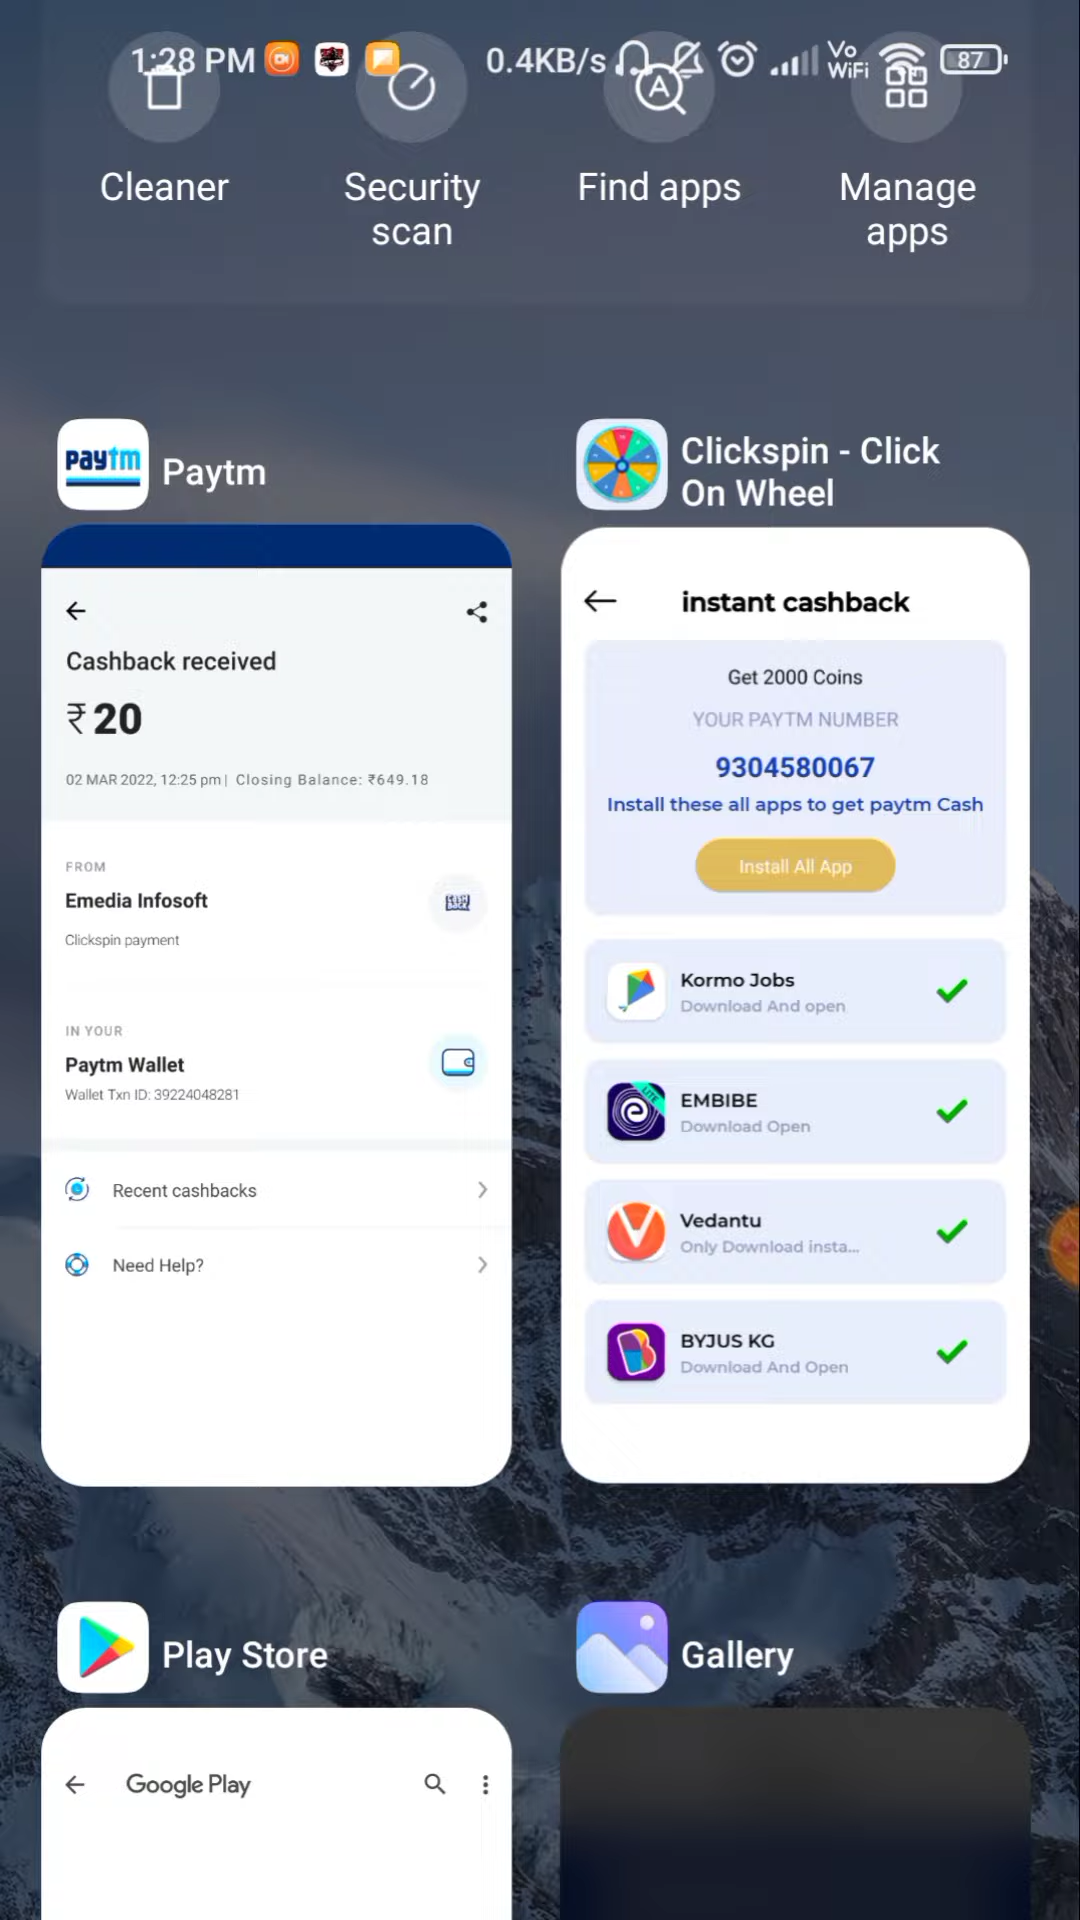 1:28 PM
0.4KB/s
Vo
WiFi
87
Cleaner
Security
scan
Find apps
Manage
apps
paytm
Paytm
Clickspin - Click
On Wheel
Cashback received
₹ 20
02 MAR 2022, 12:25 pm | Closing Balance: ₹649.18
FROM
Emedia Infosoft
CASH
BACK
Clickspin payment
IN YOUR
Paytm Wallet
Wallet Txn ID: 39224048281
Recent cashbacks
Need Help?
instant cashback
Get 2000 Coins
YOUR PAYTM NUMBER
9304580067
Install these all apps to get paytm Cash
Install All App
Kormo Jobs
Download And open
LITE
EMBIBE
Download Open
Vedantu
Only Download insta...
BYJUS KG
Download And Open
Play Store
Gallery
Google Play